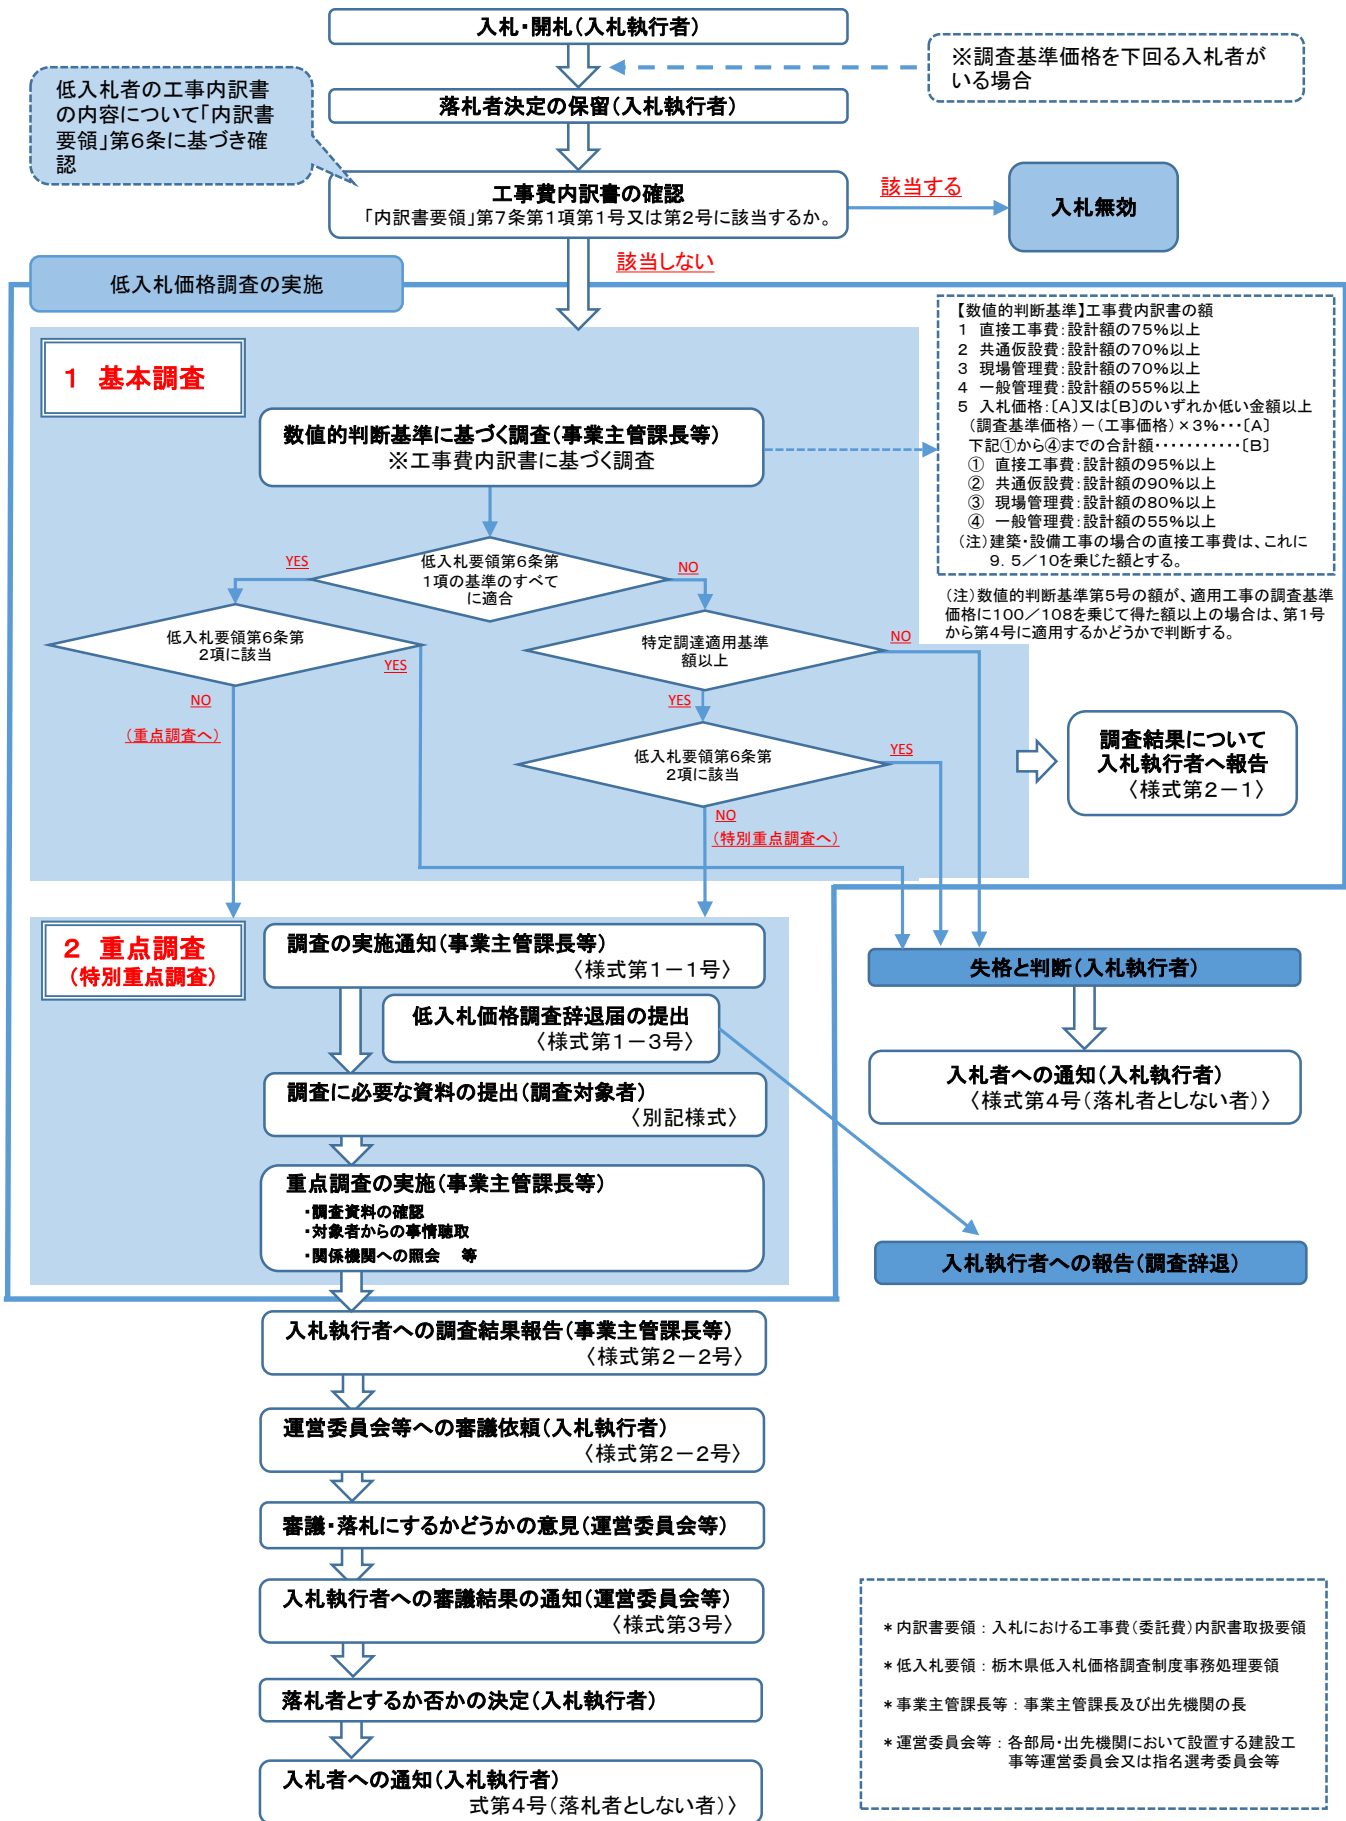 入札・開札(入札執行者)
※調査基準価格を下回る入札者が
いる場合
低入札者の工事内訳書
の内容について「内訳書
要領」第6条に基づき確
認
落札者決定の保留(入札執行者)
工事費内訳書の確認
「内訳書要領」第7条第1項第1号又は第2号に該当するか。
該当する
入札無効
該当しない
低入札価格調査の実施
【数値的判断基準】工事費内訳書の額
1 直接工事費:設計額の75%以上
2 共通仮設費:設計額の70%以上
3 現場管理費:設計額の70%以上
4 一般管理費:設計額の55%以上
5 入札価格:〔A〕又は〔B〕のいずれか低い金額以上
(調査基準価格)-(工事価格)×3%・・・〔A〕
下記①から④までの合計額・・・・・・・・・・・〔B〕
① 直接工事費:設計額の95%以上
② 共通仮設費:設計額の90%以上
③ 現場管理費:設計額の80%以上
④ 一般管理費:設計額の55%以上
(注)建築・設備工事の場合の直接工事費は、これに
9.5/10を乗じた額とする。
(注)数値的判断基準第5号の額が、適用工事の調査基準
価格に100/108を乗じて得た額以上の場合は、第1号
から第4号に適用するかどうかで判断する。
1 基本調査
数値的判断基準に基づく調査(事業主管課長等)
※工事費内訳書に基づく調査
低入札要領第6条第
1項の基準のすべて
に適合
YES
NO
低入札要領第6条第
2項に該当
YES
NO
(重点調査へ)
特定調達適用基準
額以上
NO
YES
低入札要領第6条第
2項に該当
YES
NO
(特別重点調査へ)
調査結果について
入札執行者へ報告
〈様式第2-1〉
2 重点調査
(特別重点調査)
調査の実施通知(事業主管課長等)
〈様式第1-1号〉
低入札価格調査辞退届の提出
〈様式第1-3号〉
調査に必要な資料の提出(調査対象者)
〈別記様式〉
重点調査の実施(事業主管課長等)
・調査資料の確認
・対象者からの事情聴取
・関係機関への照会 等
失格と判断(入札執行者)
入札者への通知(入札執行者)
〈様式第4号(落札者としない者)〉
入札執行者への報告(調査辞退)
入札執行者への調査結果報告(事業主管課長等)
〈様式第2-2号〉
運営委員会等への審議依頼(入札執行者)
〈様式第2-2号〉
審議・落札にするかどうかの意見(運営委員会等)
入札執行者への審議結果の通知(運営委員会等)
〈様式第3号〉
落札者とするか否かの決定(入札執行者)
入札者への通知(入札執行者)
式第4号(落札者としない者)〉
*内訳書要領:入札における工事費(委託費)内訳書取扱要領
*低入札要領:栃木県低入札価格調査制度事務処理要領
*事業主管課長等:事業主管課長及び出先機関の長
*運営委員会等:各部局・出先機関において設置する建設工
事等運営委員会又は指名選考委員会等